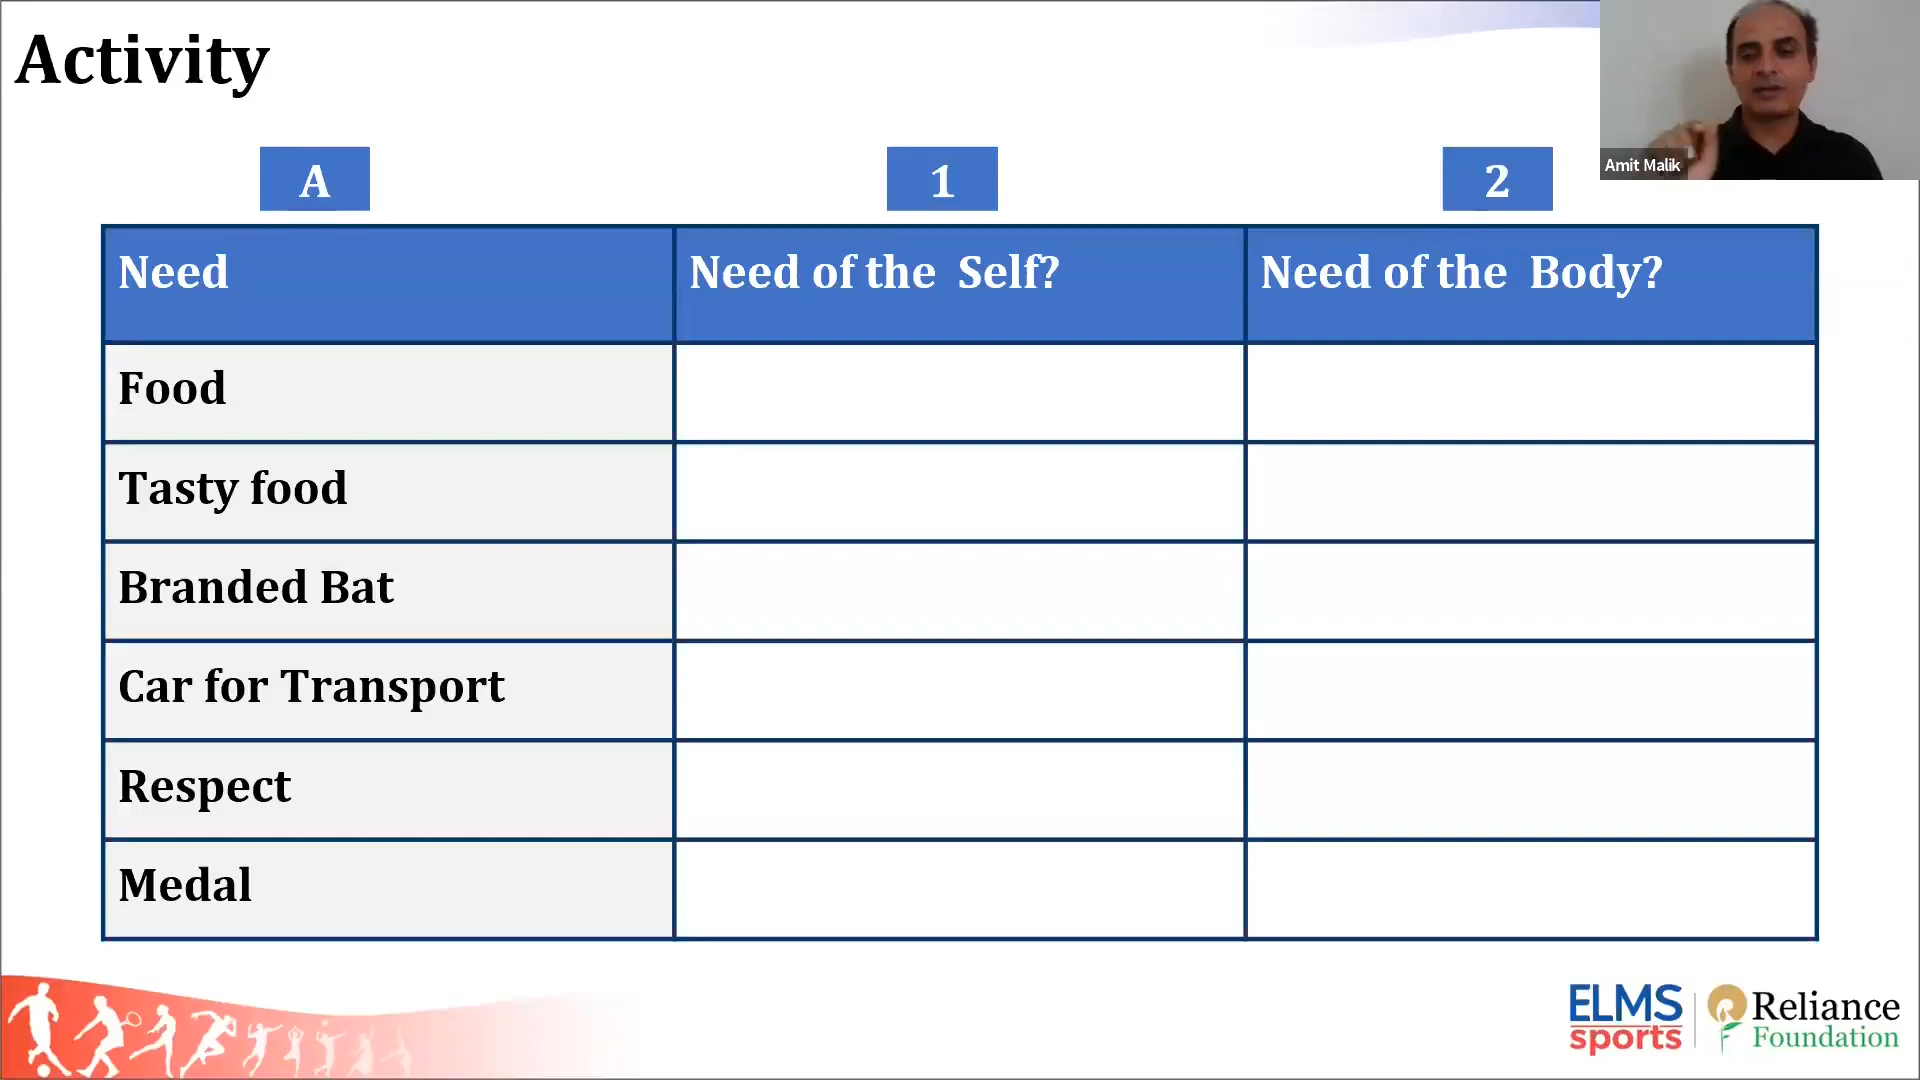 Activity
A
1
2
Amit Malik
Need
Need of the Self?
Need of the Body?
Food
Tasty food
Branded Bat
Car for Transport
Respect
Medal
ELMS
sports
Reliance
Foundation